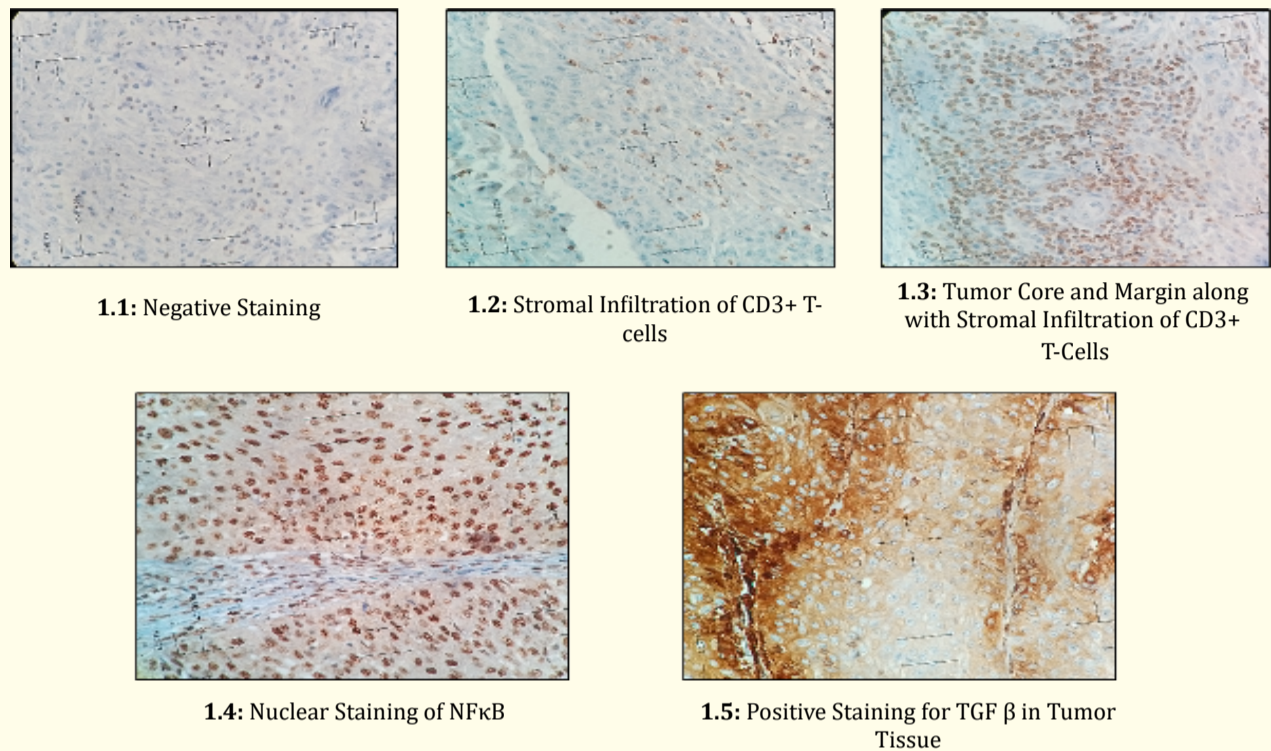 1.1: Negative Staining
1.2: Stromal Infiltration of CD3+ T-
cells
1.3: Tumor Core and Margin along
with Stromal Infiltration of CD3+
T-Cells
1.4: Nuclear Staining of NFκB
1.5: Positive Staining for TGF β in Tumor
Tissue